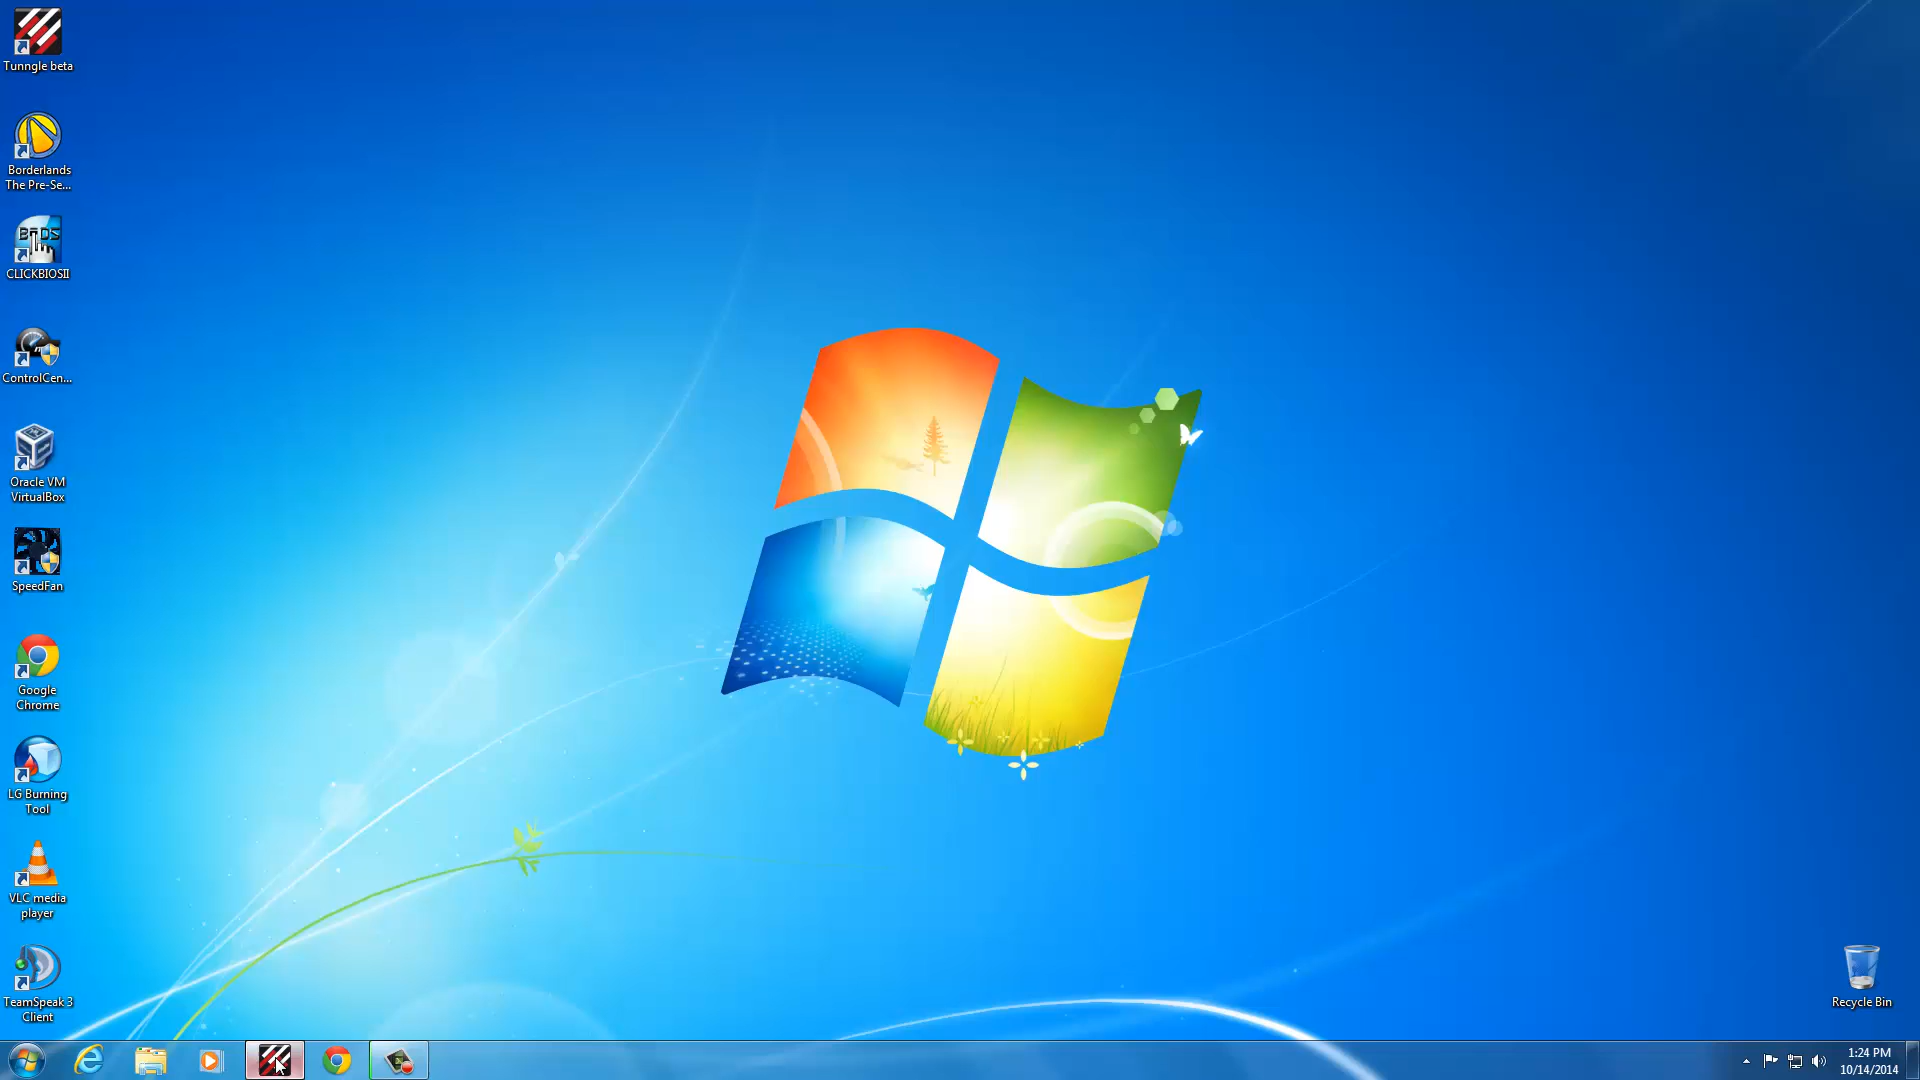 Tunngle beta
Borderlands
The Pre-Se...
BIOS
CLICKBIOSII
ControlCen...
Oracle VM
VirtualBox
SpeedFan
Google
Chrome
LG Burning
Tool
VLC media
player
TeamSpeak 3
Client
Recycle Bin
1:24 PM
10/14/2014